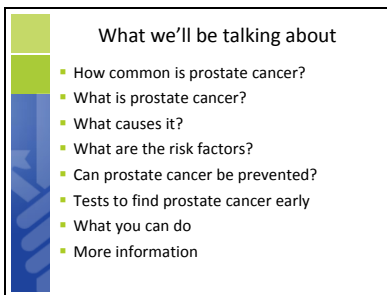 What we'll be talking about
▪ How common is prostate cancer?
▪ What is prostate cancer?
▪ What causes it?
▪ What are the risk factors?
▪ Can prostate cancer be prevented?
▪ Tests to find prostate cancer early
▪ What you can do
▪ More information